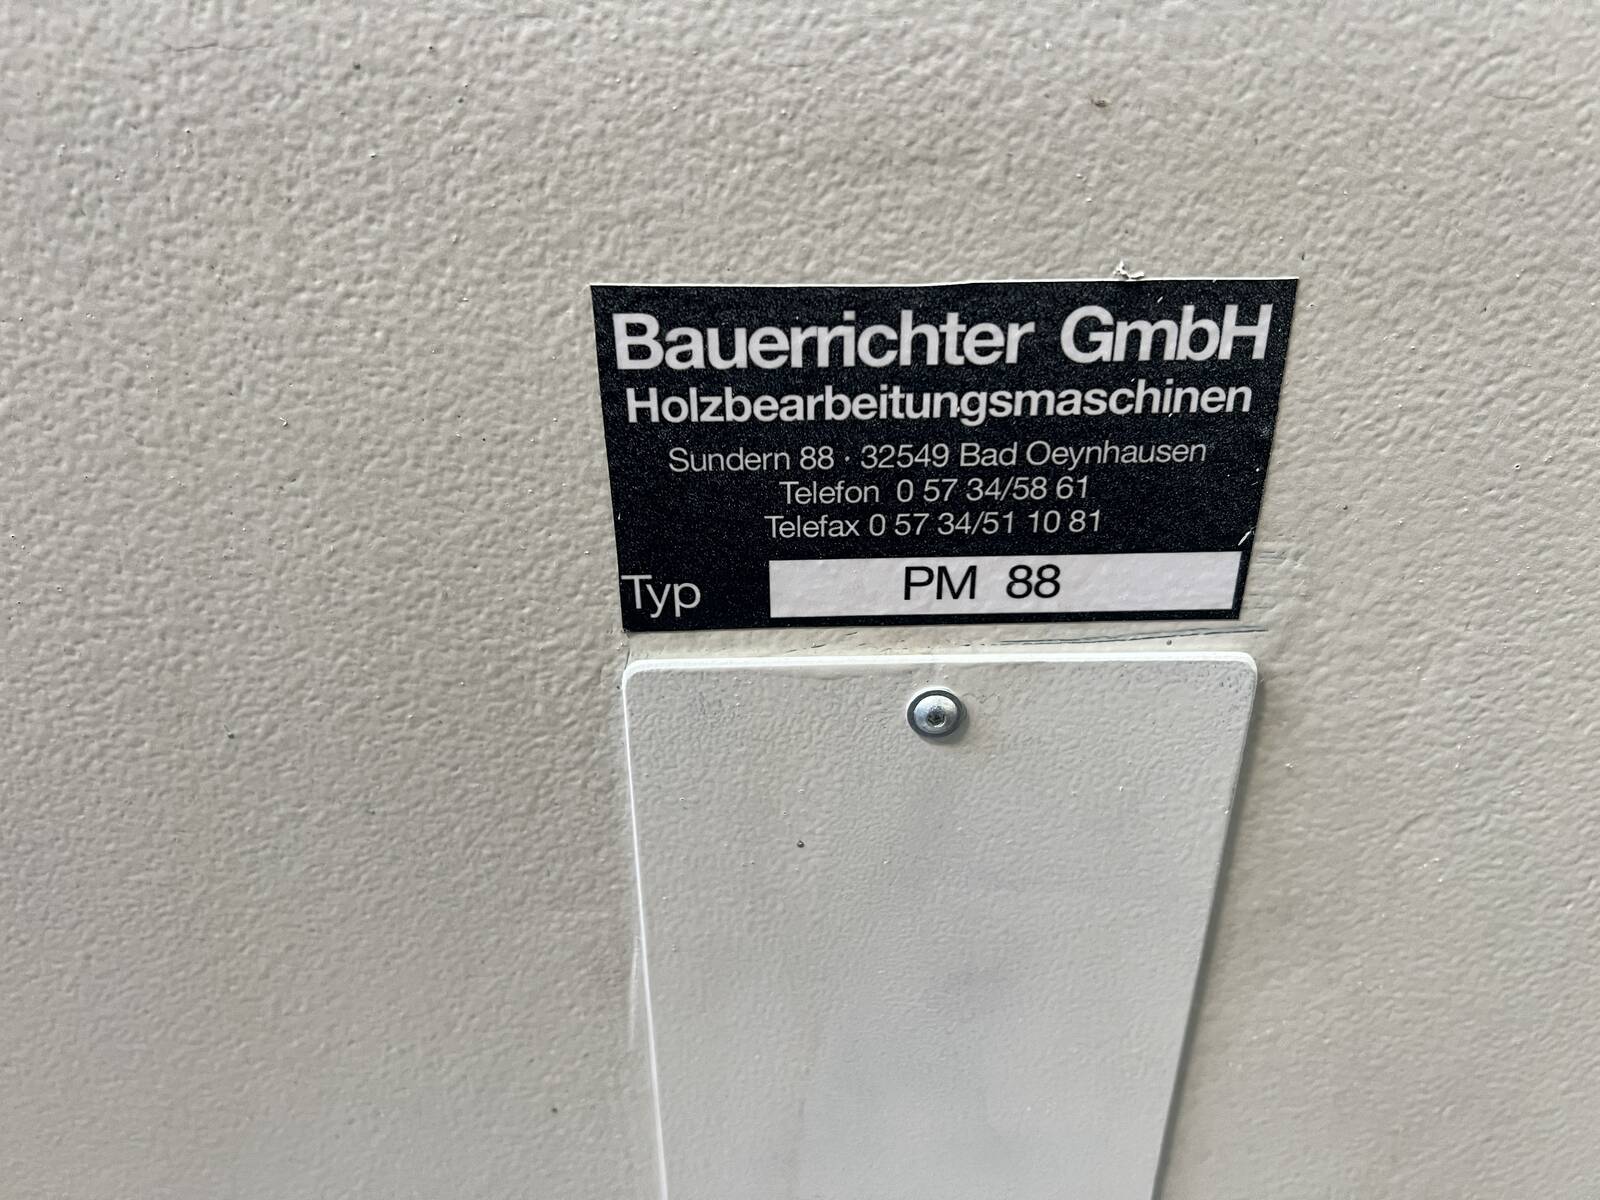 Bauerrichter GmbH
Holzbearbeitungsmaschinen
Sundern 88 · 32549 Bad Oeynhausen
Telefon 0 57 34/58 61
Telefax 0 57 34/51 10 81
Typ PM 88